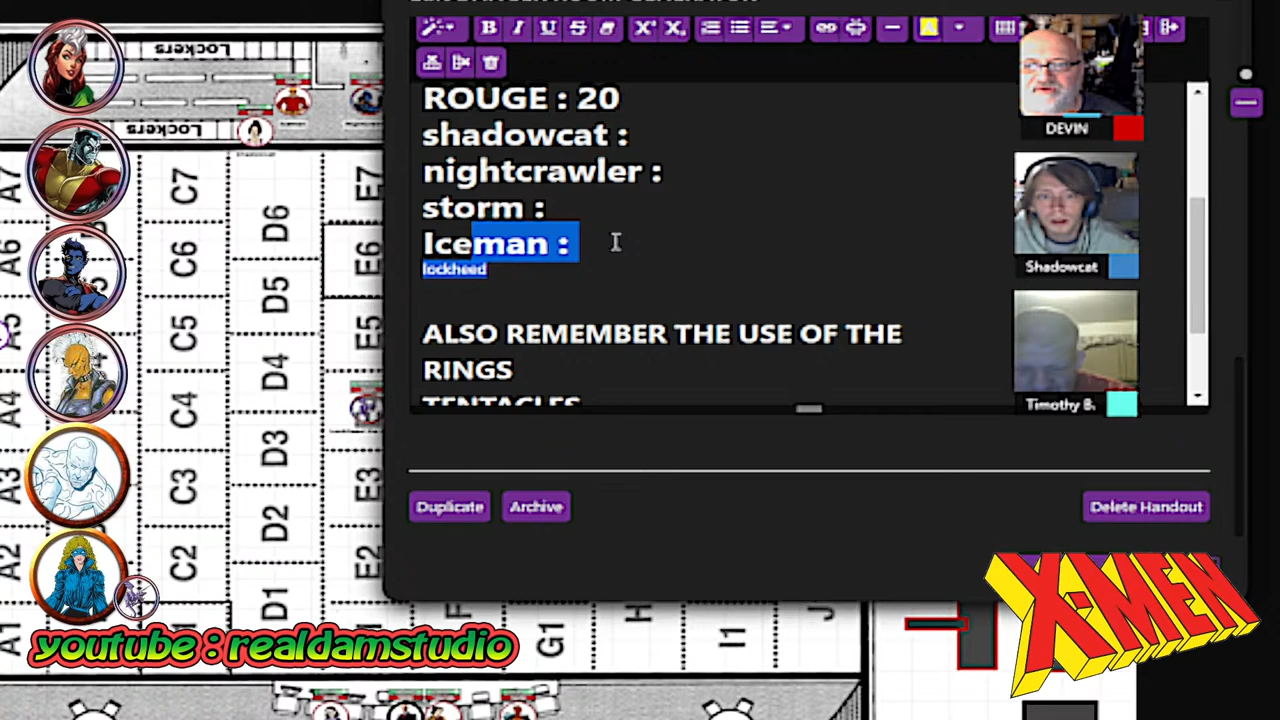 Lockers
Lockers
A7
A6
A5
A4
A3
A2
A1
C7
C6
C5
C4
C3
C2
D6
D5
D4
D3
D2
D1
E7
E6
E5
E4
E3
E2
F
G1
H
I1
J
B I U S
ROUGE : 20
shadowcat :
nightcrawler :
storm :
Iceman :
lockheed
ALSO REMEMBER THE USE OF THE
RINGS
TENTACLES
Duplicate
Archive
Delete Handout
DEVIN
Shadowcat
Timothy B.
youtube : realdamstudio
X-MEN